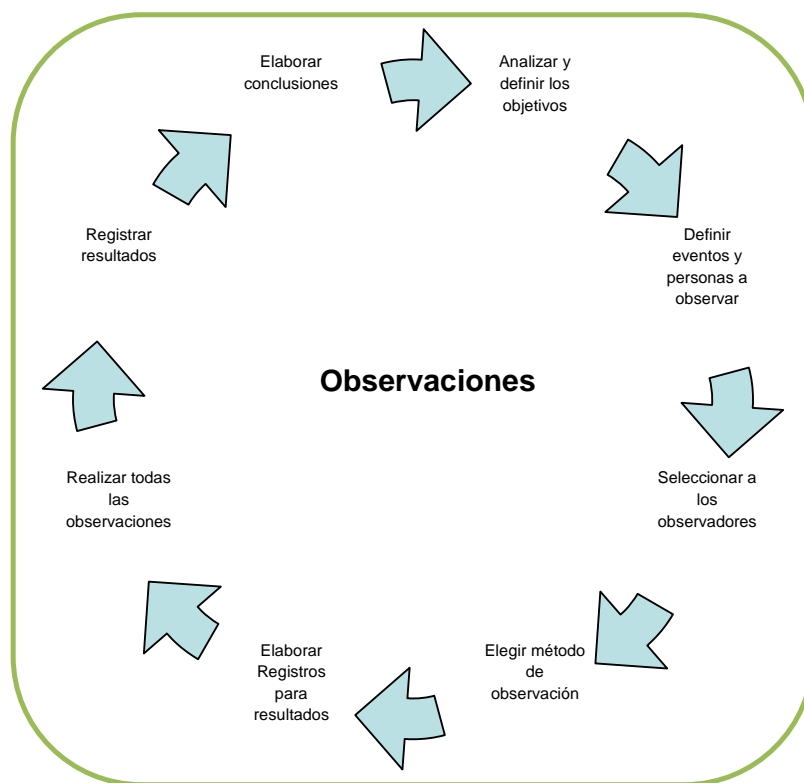 Elaborar
conclusiones
Analizar y
definir los
objetivos
Definir
eventos y
personas a
observar
Seleccionar a
los
observadores
Elegir método
de
observación
Elaborar
Registros
para
resultados
Realizar todas
las
observaciones
Registrar
resultados
Observaciones